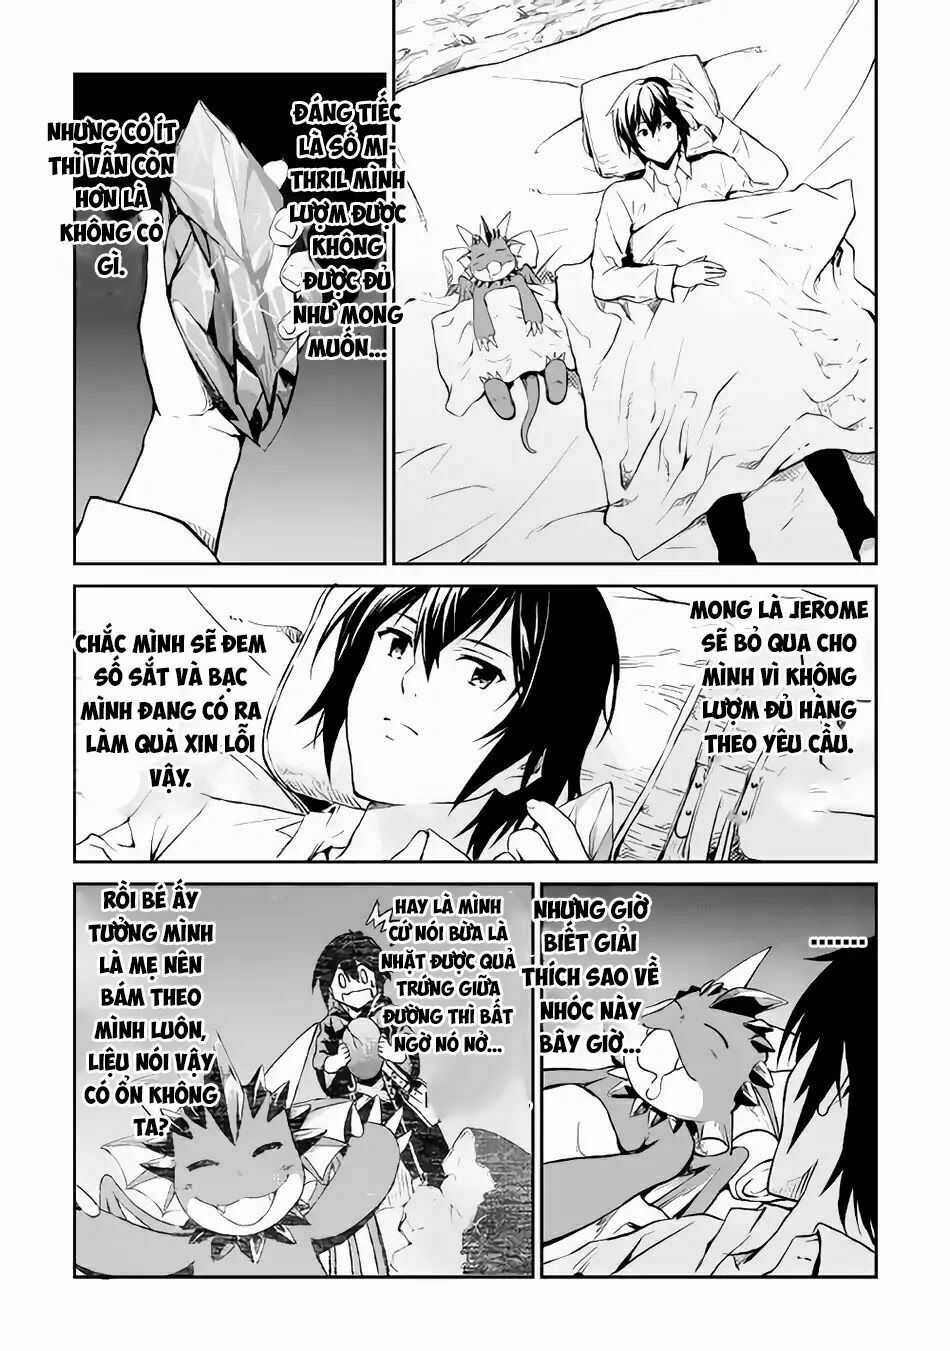 ĐÁNG TIẾC
LÀ SỐ MI-
THRIL MÌNH
LƯỢM ĐƯỢC
KHÔNG
ĐƯỢC ĐỦ
NHƯ MONG
MUỐN...
NHƯNG CÓ ÍT
THÌ VẪN CÒN
HƠN LÀ
KHÔNG CÓ
GÌ.
MONG LÀ JEROME
SẼ BỎ QUA CHO
MÌNH VÌ KHÔNG
LƯỢM ĐỦ HÀNG
THEO YÊU CẦU.
CHẮC MÌNH SẼ ĐEM
SỐ SẮT VÀ BẠC
MÌNH ĐANG CÓ RA
LÀM QUÀ XIN LỖI
VẬY.
........
NHƯNG GIỜ
BIẾT GIẢI
THÍCH SAO VỀ
NHÓC NÀY
BÂY GIỜ...
HAY LÀ MÌNH
CỨ NÓI BỪA LÀ
NHẶT ĐƯỢC QUẢ
TRỨNG GIỮA
ĐƯỜNG THÌ BẤT
NGỜ NÓ NỞ...
RỒI BÉ ẤY
TƯỞNG MÌNH
LÀ MẸ NÊN
BÁM THEO
MÌNH LUÔN,
LIỆU NÓI VẬY
CÓ ỔN KHÔNG
TA?